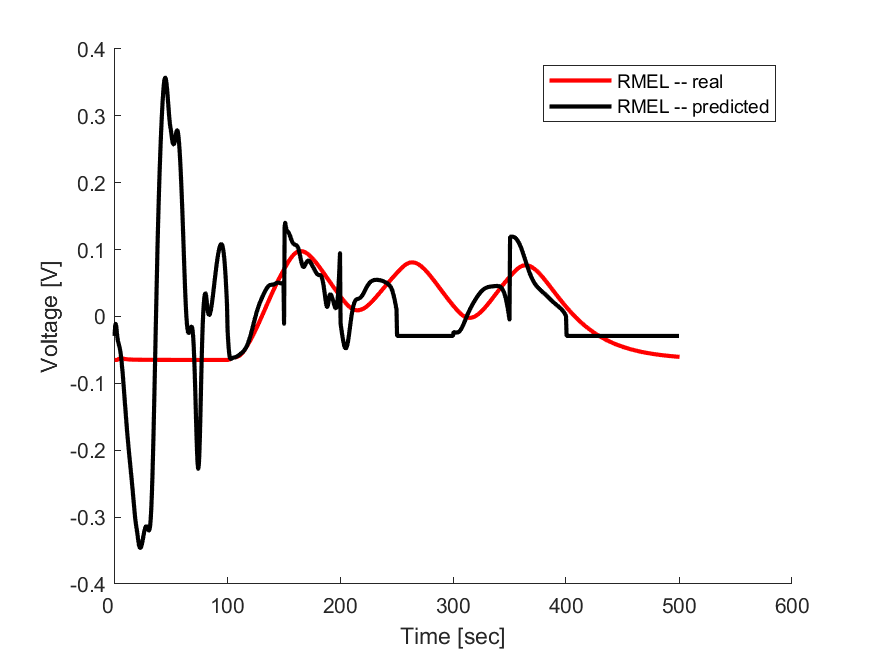 0.4
0.3
0.2
0.1
0
-0.1
-0.2
-0.3
-0.4
Voltage [V]
RMEL -- real
RMEL -- predicted
0 100 200 300 400 500 600
Time [sec]